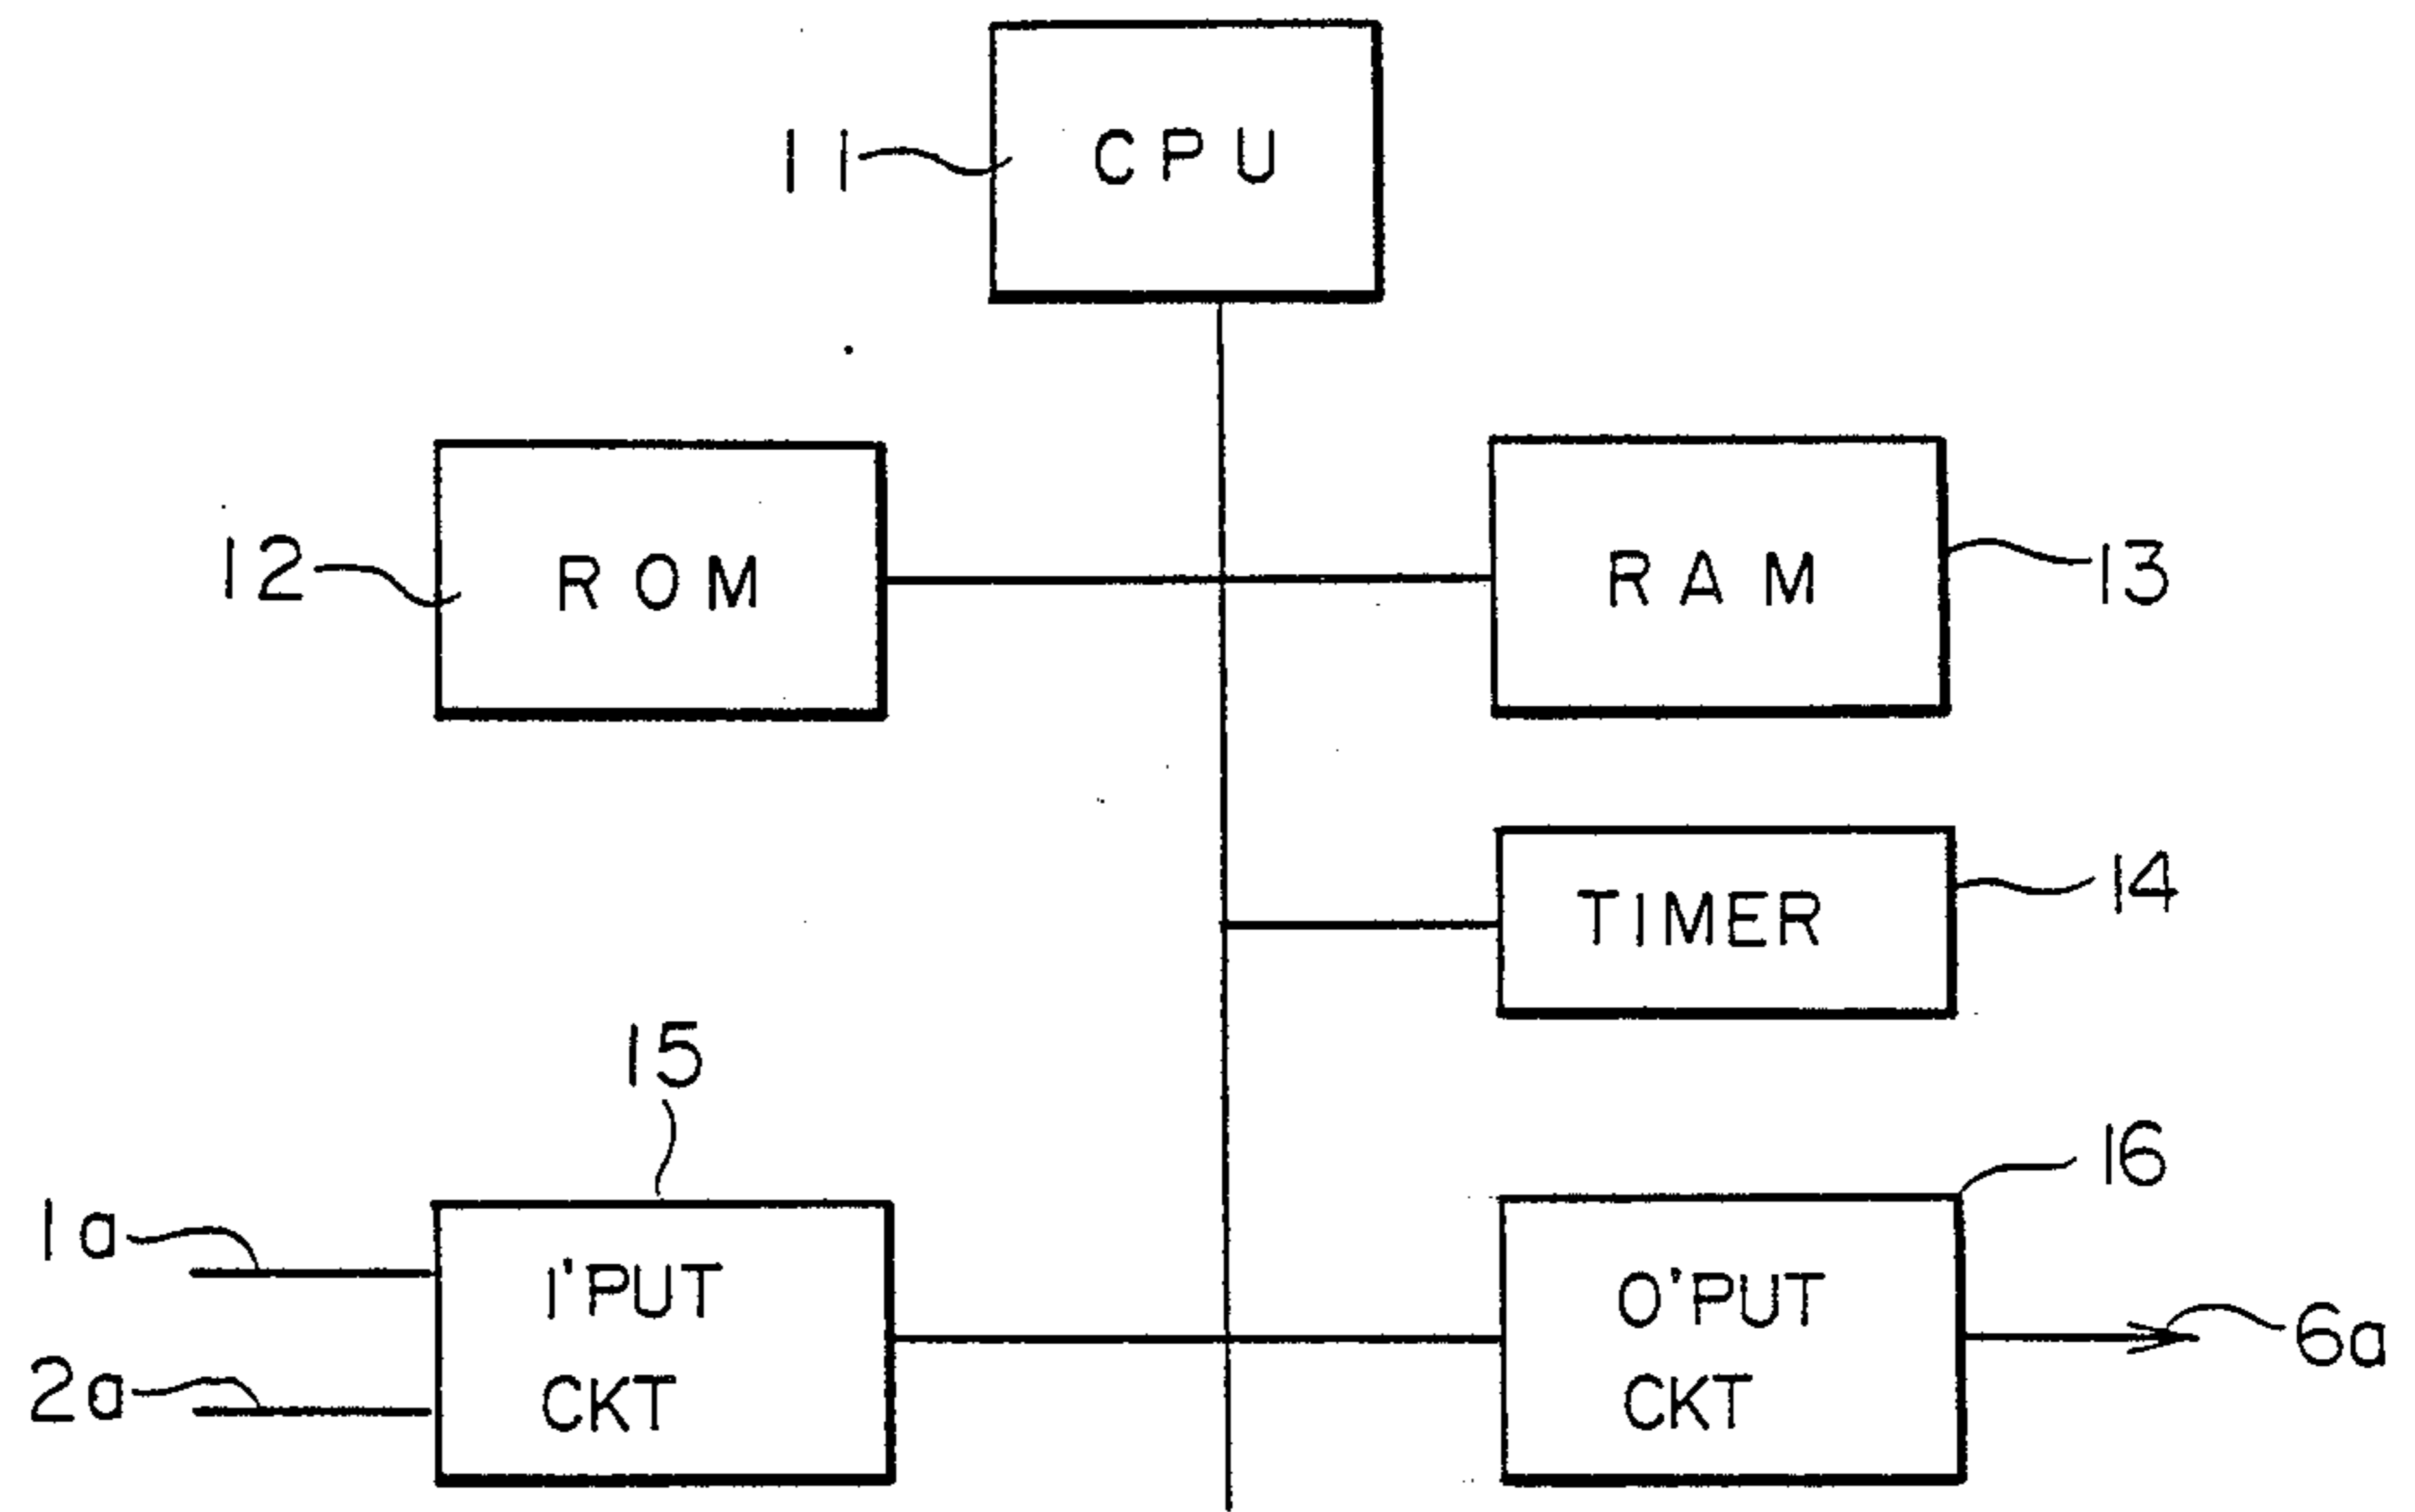 11 CPU
12 ROM
RAM 13
TIMER 14
15
16
1a
I'PUT
CKT
2a
O'PUT
CKT
6a